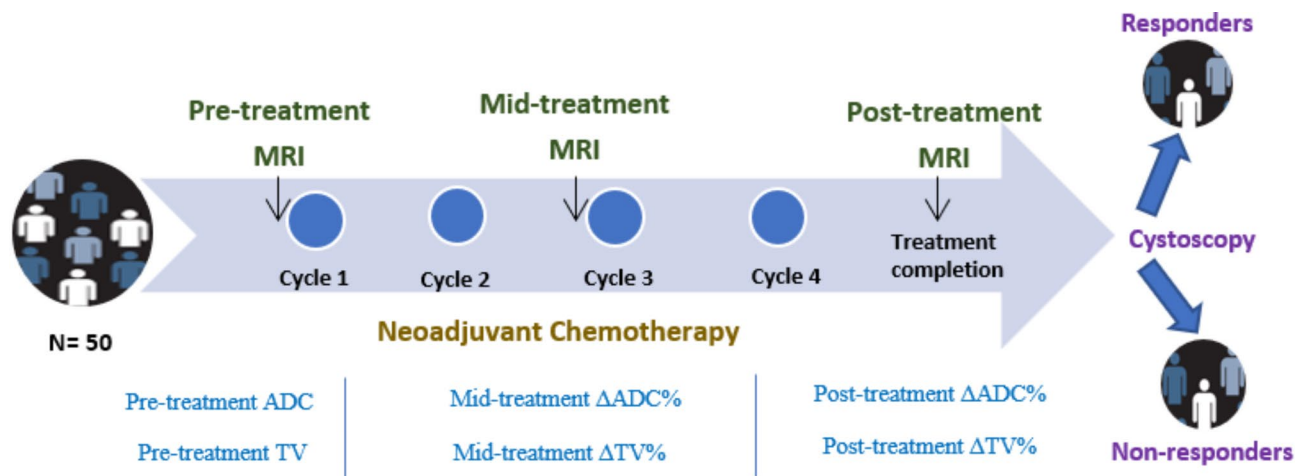 Responders
Pre-treatment
MRI
Mid-treatment
MRI
Post-treatment
MRI
Cycle 1
Cycle 2
Cycle 3
Cycle 4
Treatment
completion
Cystoscopy
N= 50
Neoadjuvant Chemotherapy
Pre-treatment ADC
Pre-treatment TV
Mid-treatment ΔADC%
Mid-treatment ΔTV%
Post-treatment ΔADC%
Post-treatment ΔTV%
Non-responders